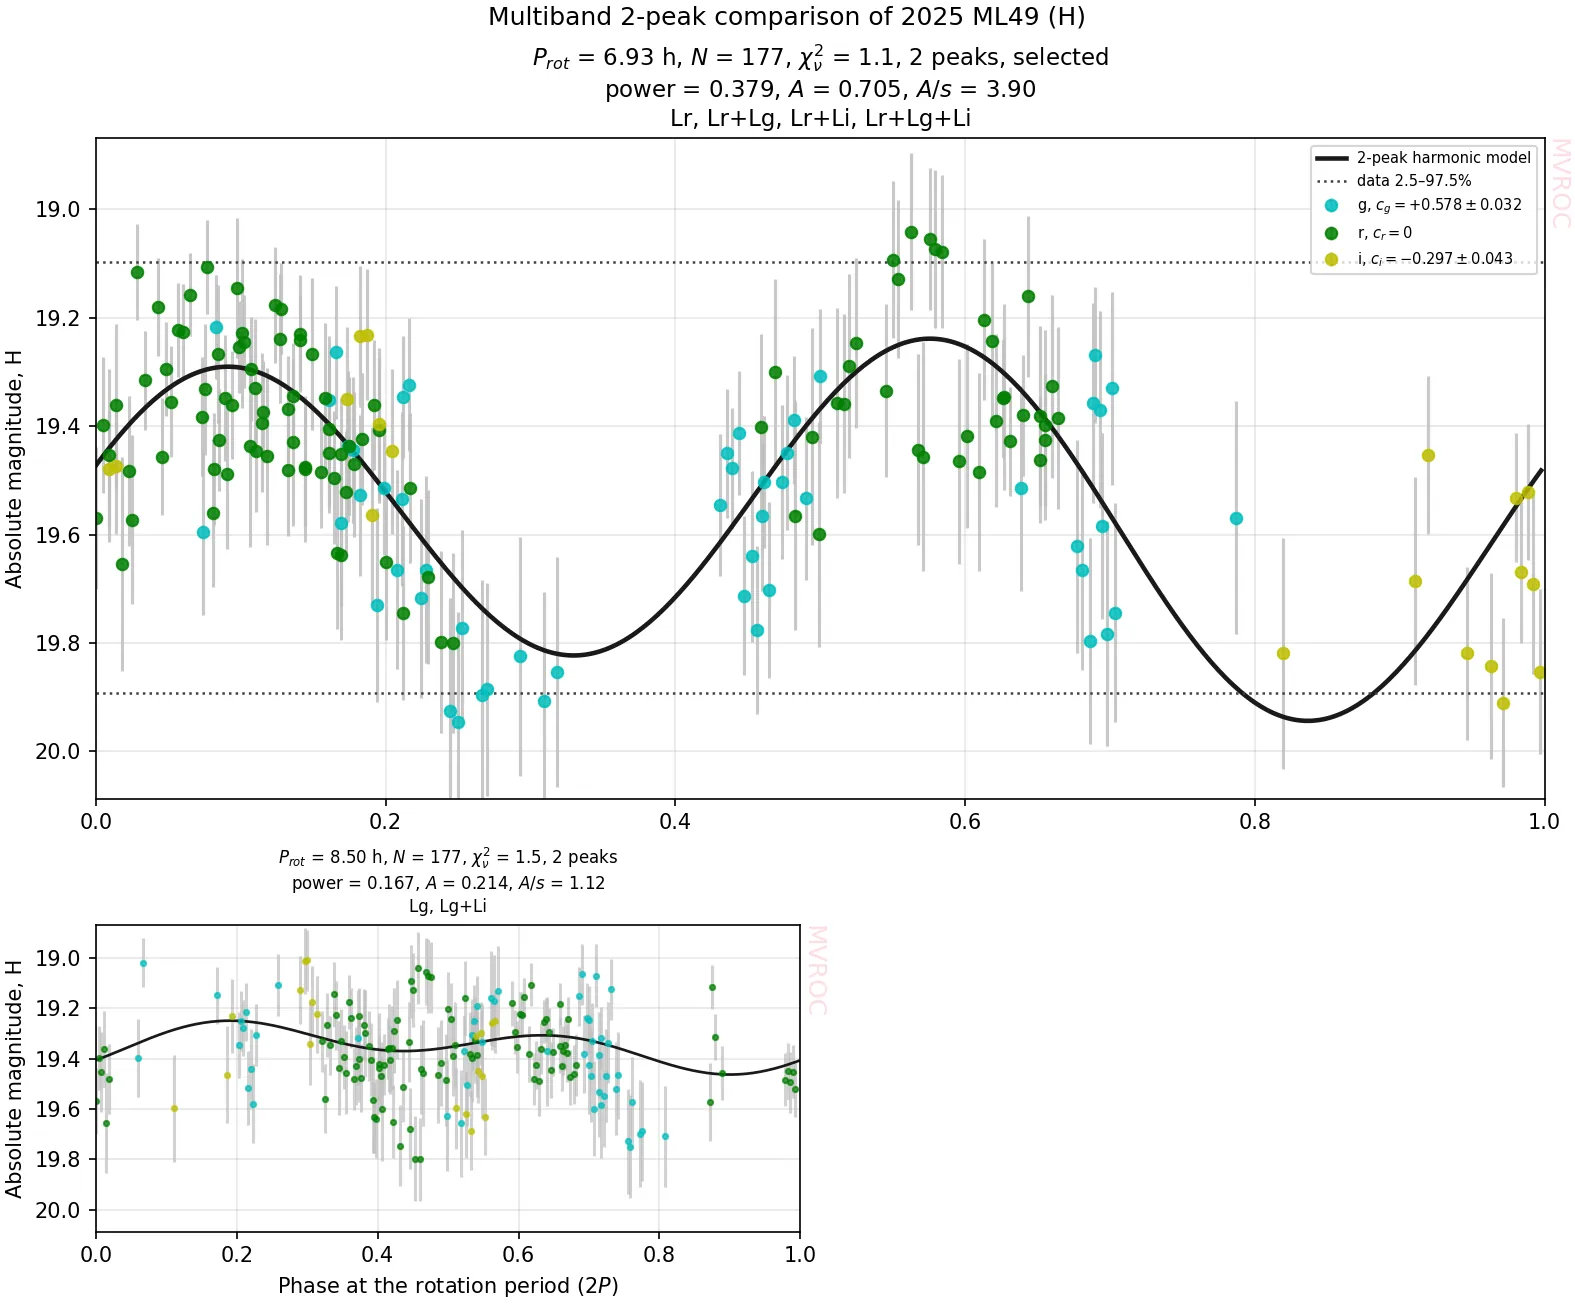 Multiband 2-peak comparison of 2025 ML49 (H)
P_rot = 6.93 h, N = 177, χ²_ν = 1.1, 2 peaks, selected
power = 0.379, A = 0.705, A/s = 3.90
Lr, Lr+Lg, Lr+Li, Lr+Lg+Li
2-peak harmonic model
data 2.5–97.5%
g, c_g = +0.578 ± 0.032
r, c_r = 0
i, c_i = −0.297 ± 0.043
MVROC
Absolute magnitude, H
19.0
19.2
19.4
19.6
19.8
20.0
0.0 0.2 0.4 0.6 0.8 1.0
P_rot = 8.50 h, N = 177, χ²_ν = 1.5, 2 peaks
power = 0.167, A = 0.214, A/s = 1.12
Lg, Lg+Li
MVROC
Absolute magnitude, H
19.0
19.2
19.4
19.6
19.8
20.0
0.0 0.2 0.4 0.6 0.8 1.0
Phase at the rotation period (2P)